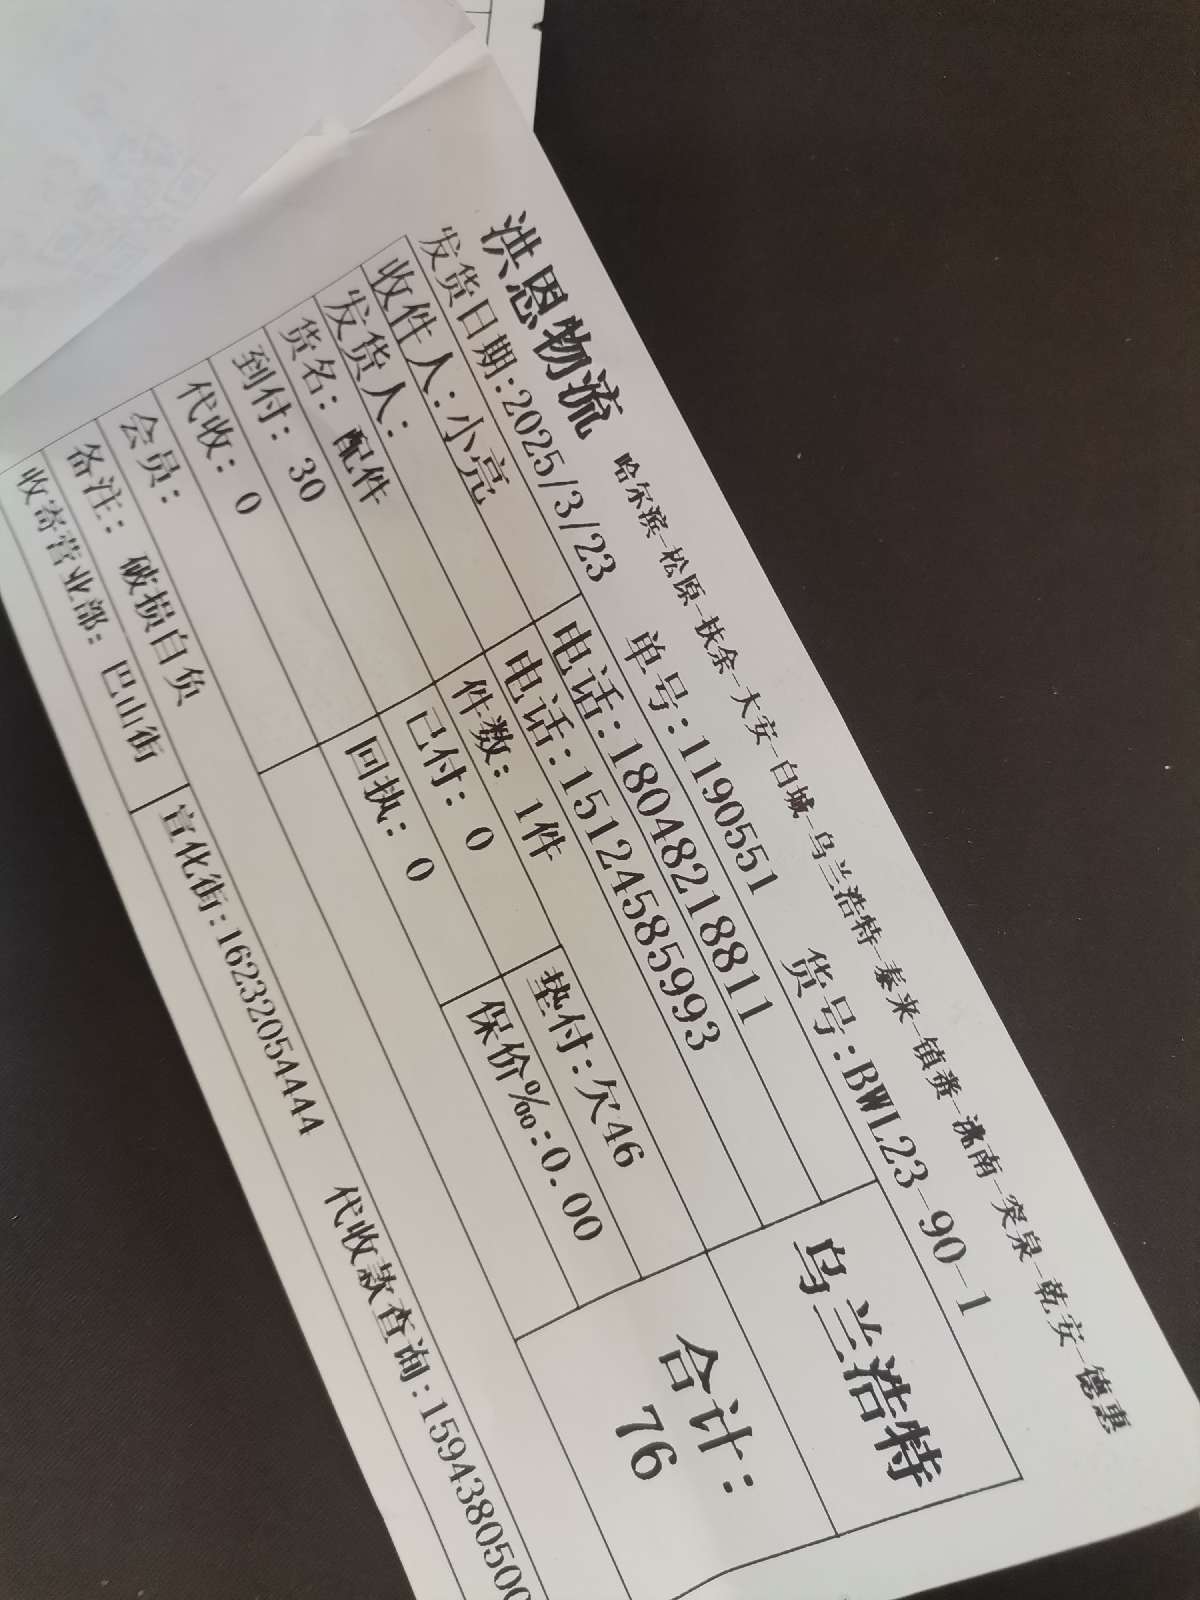 洪恩物流 哈尔滨-松原-扶余-大安-白城-乌兰浩特-泰来-镇赉-洮南-突泉-乾安-德惠
发货日期:2025/3/23 单号:1190551 货号:BWL23-90-1
收件人:小亮 电话:18048218811 乌兰浩特
发货人: 电话:15124585993
货名: 配件 件数: 1件 垫付:欠46 合计:
76
到付: 30 已付: 0 保价‰:0.00
代收: 0 回执: 0
会员:
备注: 破损自负
收寄营业部: 巴山街 宣化街:16232054444 代收款查询:1594380500